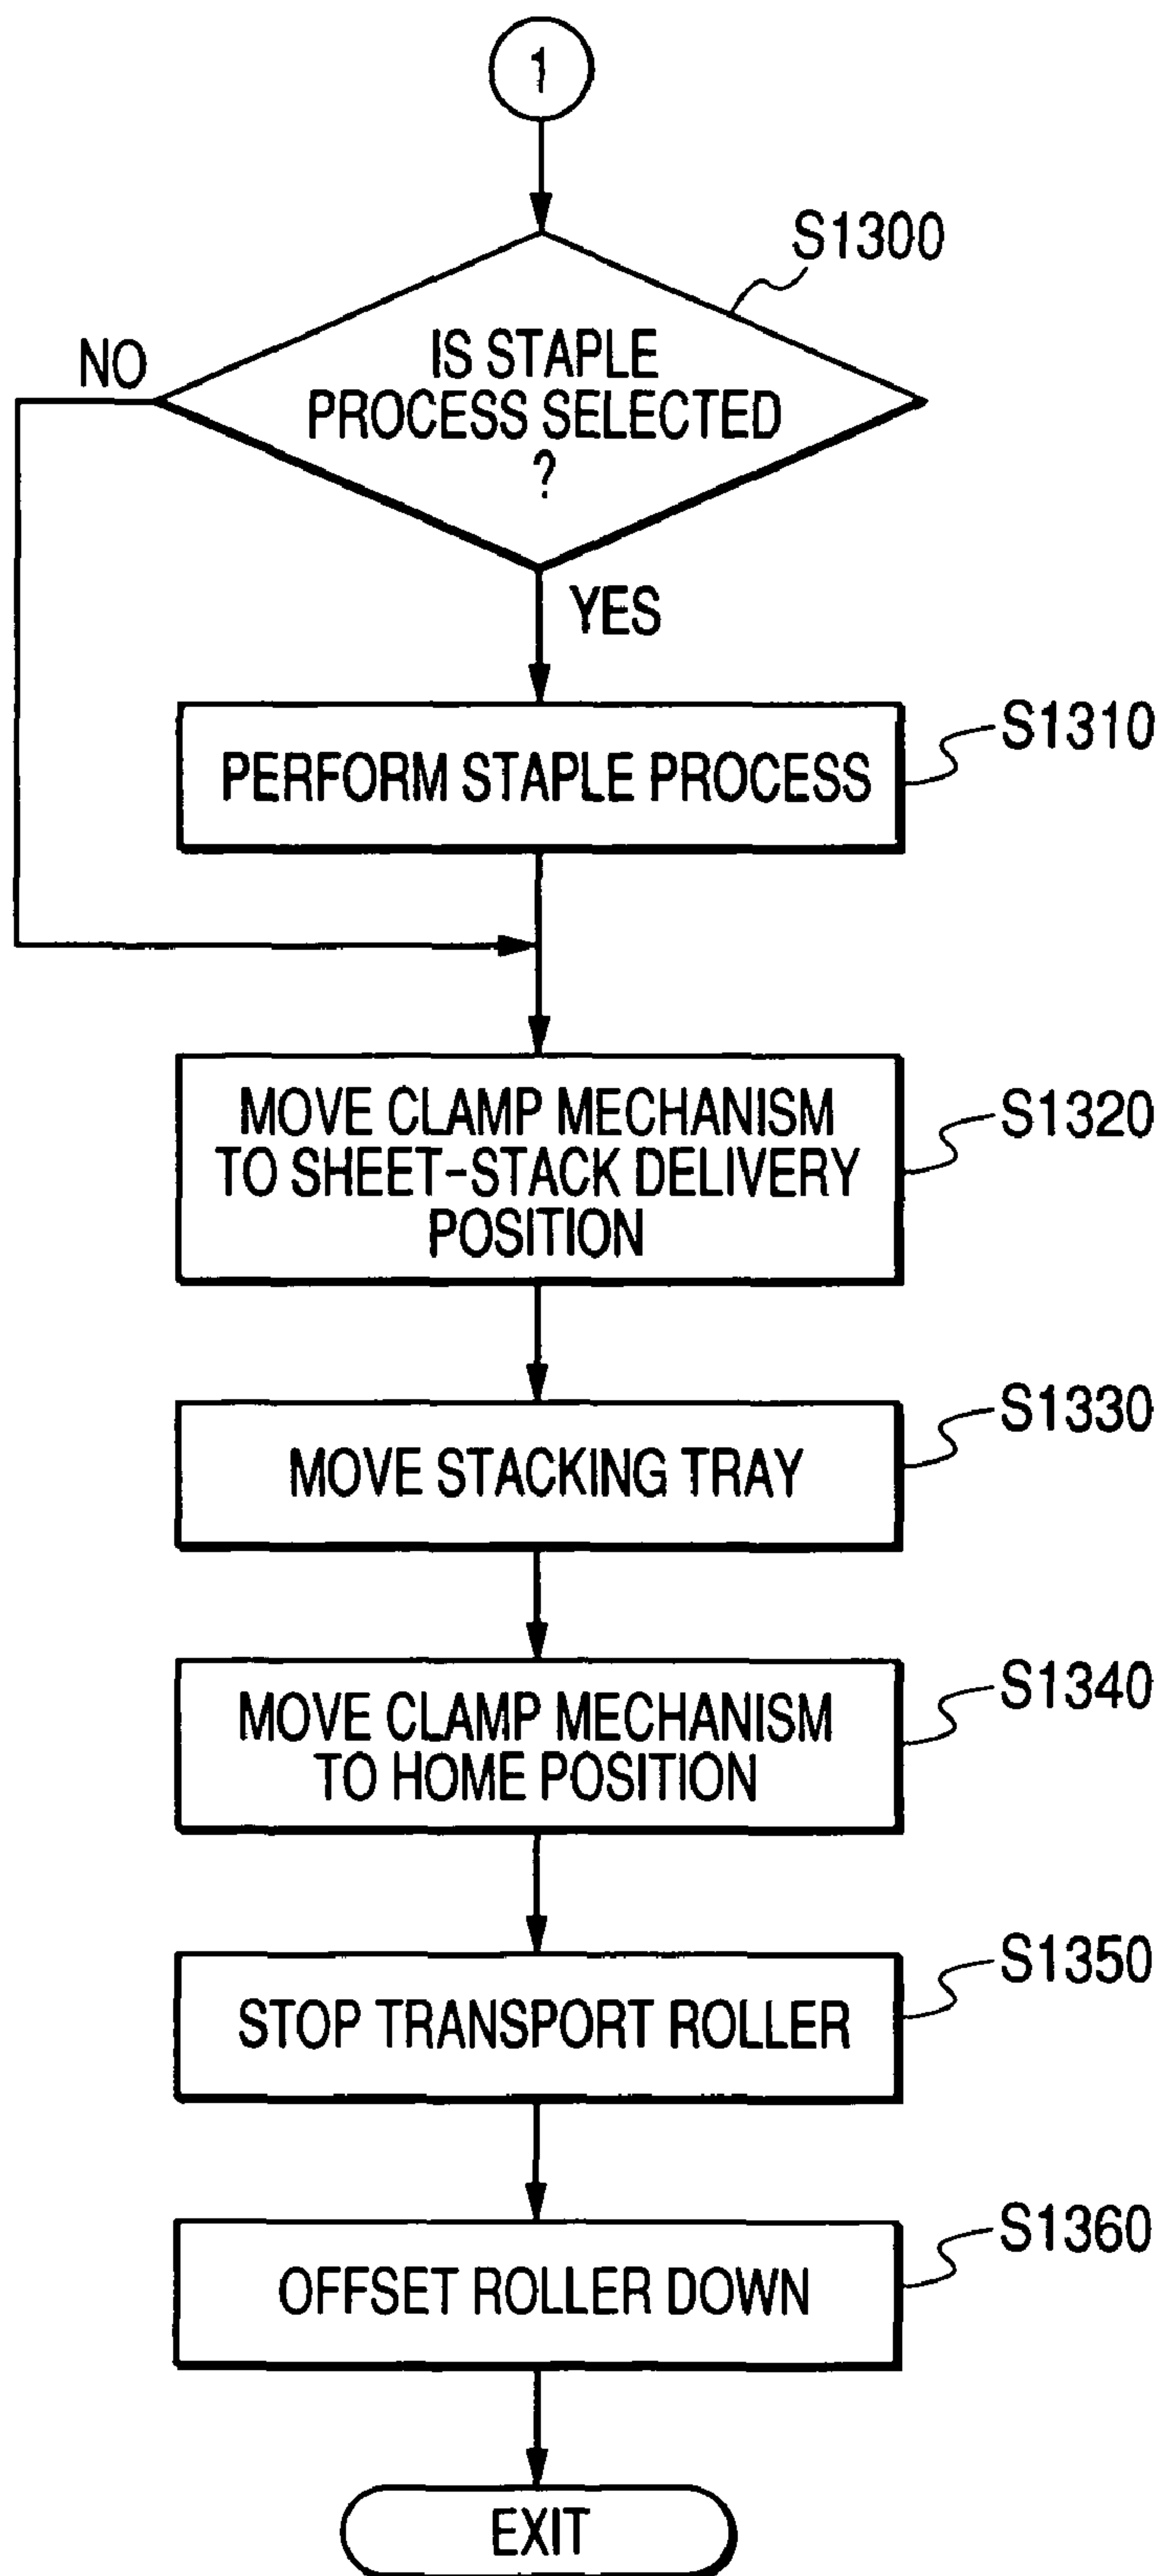 1
S1300
IS STAPLE
PROCESS SELECTED
?
NO
YES
S1310
PERFORM STAPLE PROCESS
S1320
MOVE CLAMP MECHANISM
TO SHEET-STACK DELIVERY
POSITION
S1330
MOVE STACKING TRAY
S1340
MOVE CLAMP MECHANISM
TO HOME POSITION
S1350
STOP TRANSPORT ROLLER
S1360
OFFSET ROLLER DOWN
EXIT